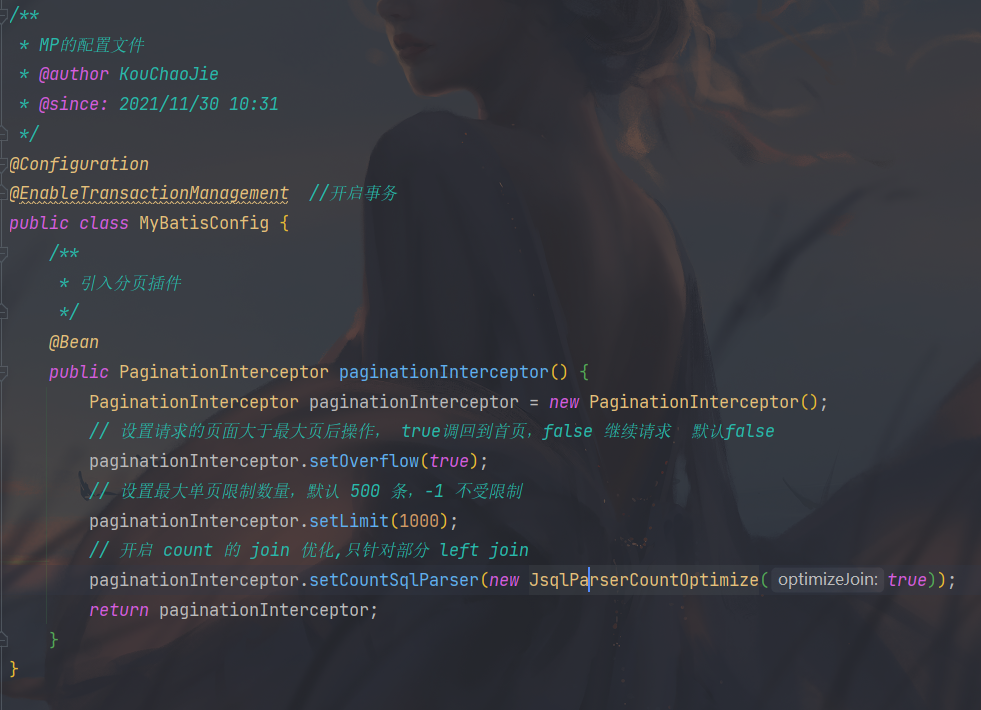 /**
 * MP的配置文件
 * @author KouChaoJie
 * @since: 2021/11/30 10:31
 */
@Configuration
@EnableTransactionManagement  //开启事务
public class MyBatisConfig {
    /**
     * 引入分页插件
     */
    @Bean
    public PaginationInterceptor paginationInterceptor() {
        PaginationInterceptor paginationInterceptor = new PaginationInterceptor();
        // 设置请求的页面大于最大页后操作， true调回到首页，false 继续请求  默认false
        paginationInterceptor.setOverflow(true);
        // 设置最大单页限制数量，默认 500 条，-1 不受限制
        paginationInterceptor.setLimit(1000);
        // 开启 count 的 join 优化,只针对部分 left join
        paginationInterceptor.setCountSqlParser(new JsqlParserCountOptimize( optimizeJoin: true));
        return paginationInterceptor;
    }
}